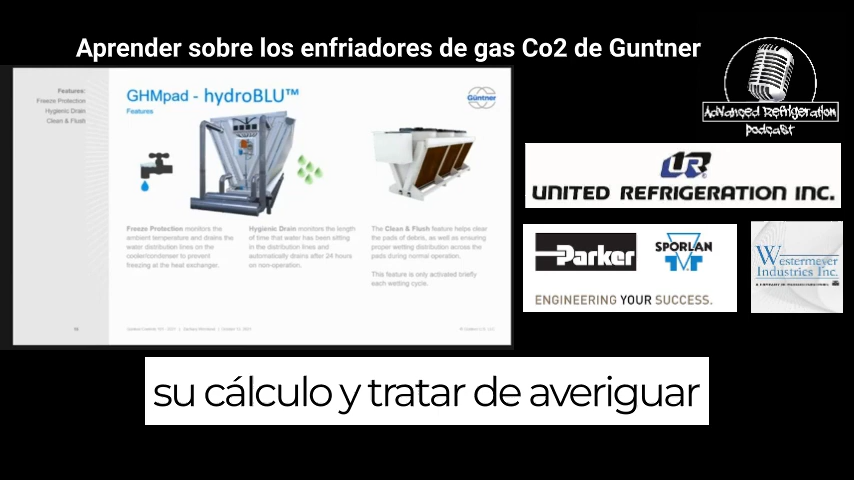 Aprender sobre los enfriadores de gas Co2 de Guntner
Advanced Refrigeration
podcast
Features:
Freeze Protection
Hygienic Drain
Clean & Flush
GHMpad - hydroBLU™
Features
Güntner
Freeze Protection monitors the
ambient temperature and drains the
water distribution lines on the
cooler/condenser to prevent
freezing at the heat exchanger.
Hygienic Drain monitors the length
of time that water has been sitting
in the distribution lines and
automatically drains after 24 hours
on non-operation.
The Clean & Flush feature helps clear
the pads of debris, as well as ensuring
proper wetting distribution across the
pads during normal operation.
This feature is only activated briefly
each wetting cycle.
UR
UNITED REFRIGERATION INC.
Parker
SPORLAN
ENGINEERING YOUR SUCCESS.
Westermeyer
Industries Inc.
su cálculo y tratar de averiguar